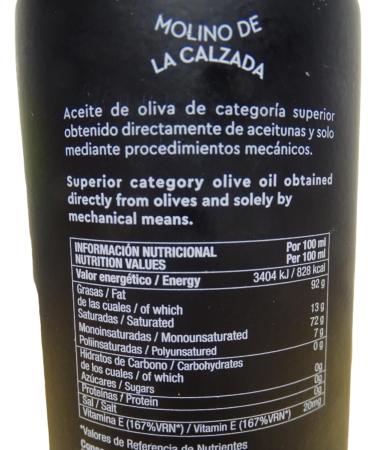 MOLINO DE
LA CALZADA
Aceite de oliva de categoría superior
obtenido directamente de aceitunas y solo
mediante procedimientos mecánicos.
Superior category olive oil obtained
directly from olives and solely by
mechanical means.
INFORMACIÓN NUTRICIONAL Por 100 ml
NUTRITION VALUES Per 100 ml
Valor energético / Energy 3404 kJ / 828 kcal
Grasas / Fat 92 g
de las cuales / of which
Saturadas / Saturated 13 g
Monoinsaturadas / Monounsaturated 72 g
Poliinsaturadas / Polyunsatured 7 g
Hidratos de Carbono / Carbohydrates 0 g
de los cuales / of which
Azúcares / Sugars 0g
Proteínas / Protein 0g
Sal / Salt 0g
Vitamina E (167%VRN*) / Vitamin E (167%VRN*) 20mg
*Valores de Referencia de Nutrientes